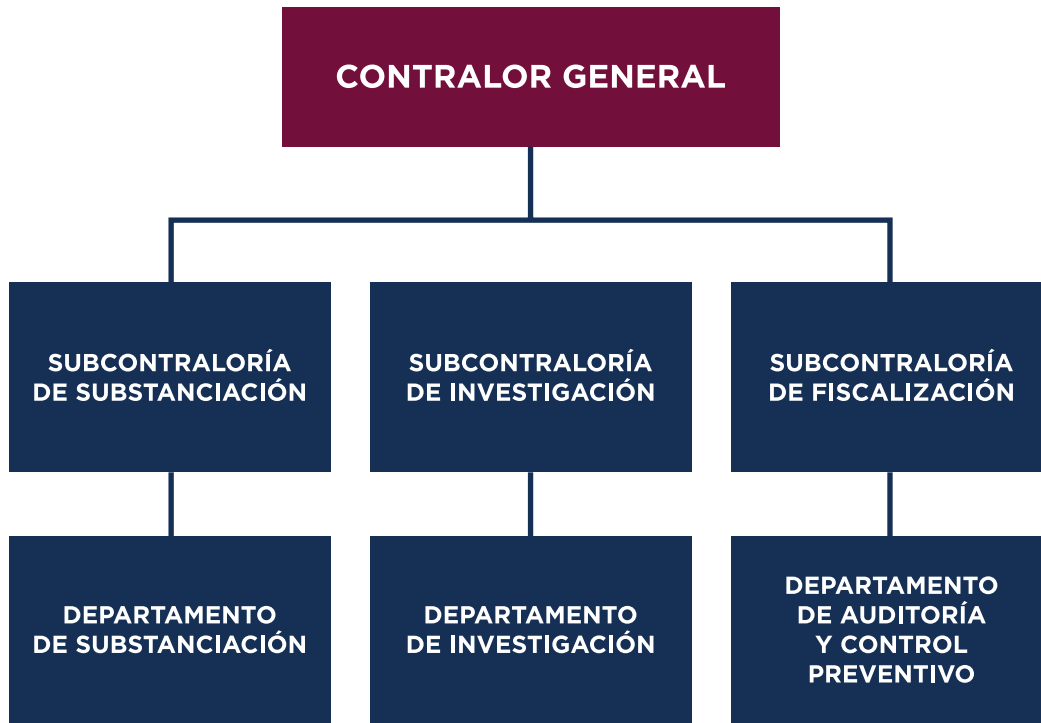 CONTRALOR GENERAL
SUBCONTRALORÍA
DE SUBSTANCIACIÓN
SUBCONTRALORÍA
DE INVESTIGACIÓN
SUBCONTRALORÍA
DE FISCALIZACIÓN
DEPARTAMENTO
DE SUBSTANCIACIÓN
DEPARTAMENTO
DE INVESTIGACIÓN
DEPARTAMENTO
DE AUDITORÍA
Y CONTROL
PREVENTIVO